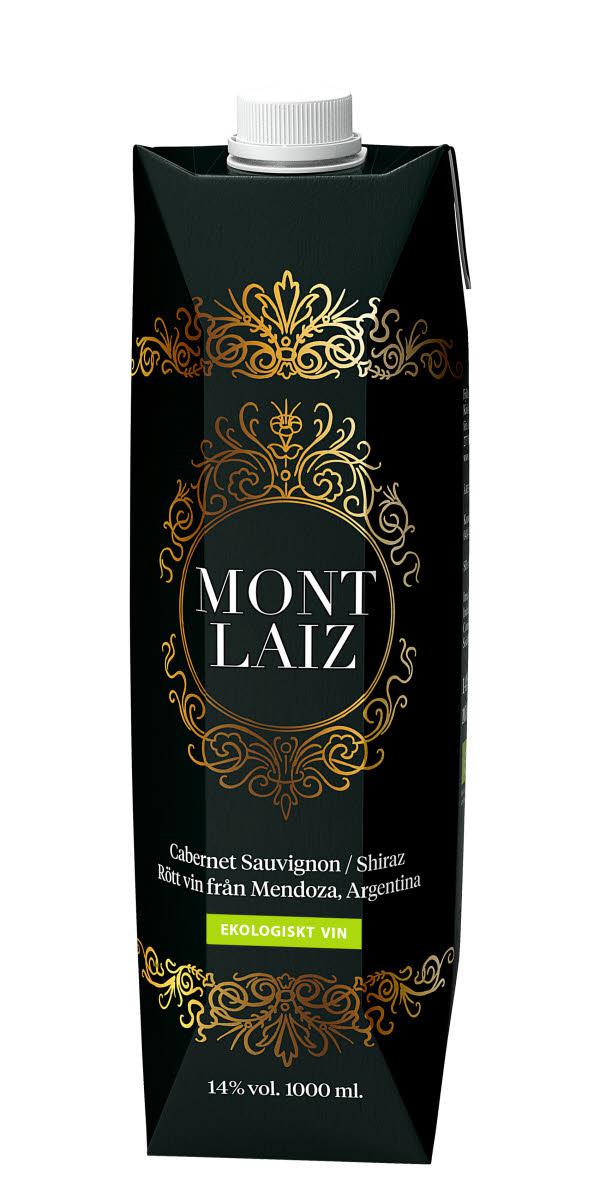 MONT
LAIZ
Cabernet Sauvignon / Shiraz
Rött vin från Mendoza, Argentina
EKOLOGISKT VIN
14% vol. 1000 ml.